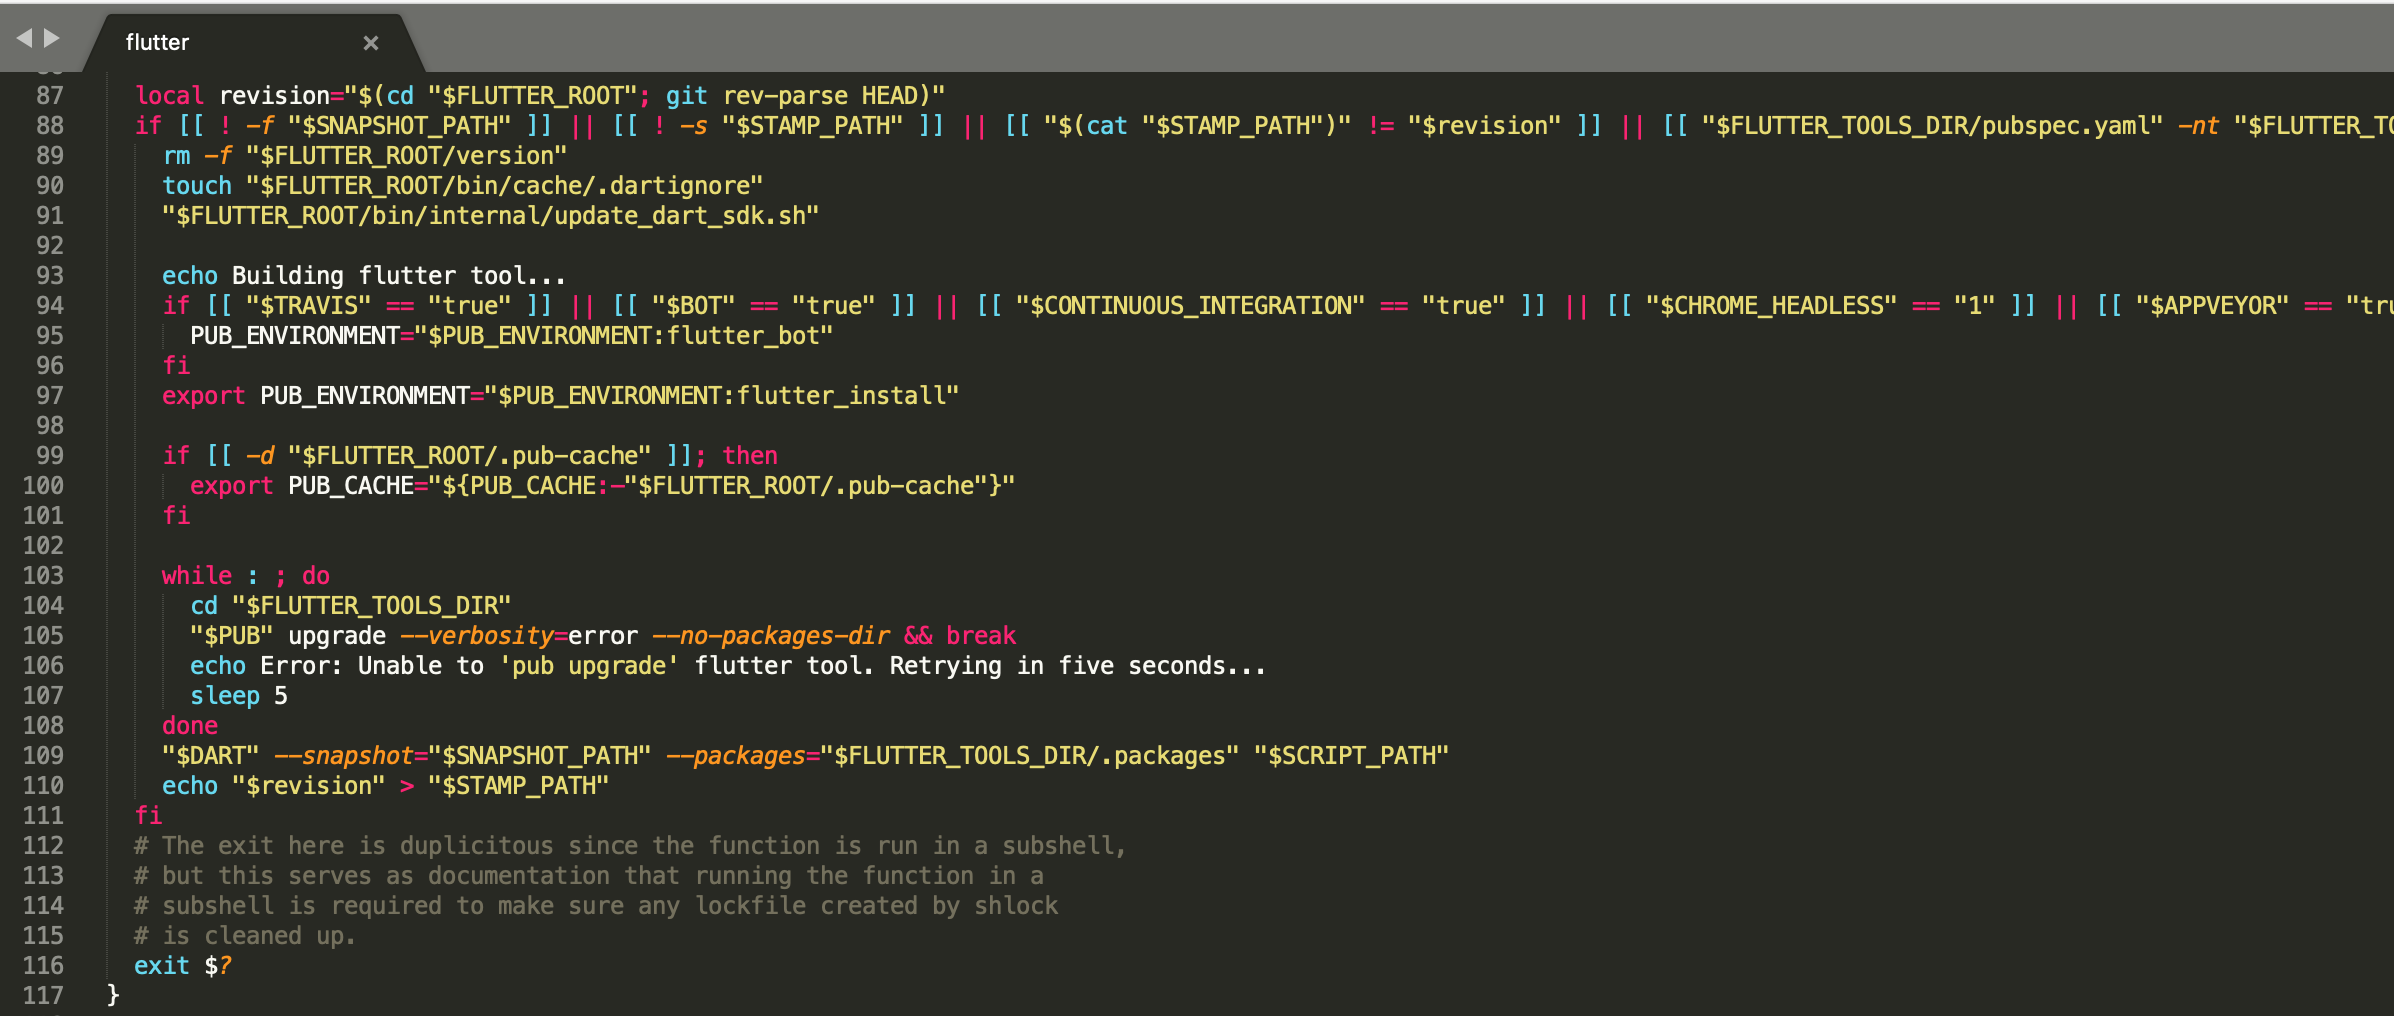 flutter
87 local revision="$(cd "$FLUTTER_ROOT"; git rev-parse HEAD)"
88 if [[ ! -f "$SNAPSHOT_PATH" ]] || [[ ! -s "$STAMP_PATH" ]] || [[ "$(cat "$STAMP_PATH")" != "$revision" ]] || [[ "$FLUTTER_TOOLS_DIR/pubspec.yaml" -nt "$FLUTTER_TO
89 rm -f "$FLUTTER_ROOT/version"
90 touch "$FLUTTER_ROOT/bin/cache/.dartignore"
91 "$FLUTTER_ROOT/bin/internal/update_dart_sdk.sh"
92
93 echo Building flutter tool...
94 if [[ "$TRAVIS" == "true" ]] || [[ "$BOT" == "true" ]] || [[ "$CONTINUOUS_INTEGRATION" == "true" ]] || [[ "$CHROME_HEADLESS" == "1" ]] || [[ "$APPVEYOR" == "tru
95 PUB_ENVIRONMENT="$PUB_ENVIRONMENT:flutter_bot"
96 fi
97 export PUB_ENVIRONMENT="$PUB_ENVIRONMENT:flutter_install"
98
99 if [[ -d "$FLUTTER_ROOT/.pub-cache" ]]; then
100 export PUB_CACHE="${PUB_CACHE:-"$FLUTTER_ROOT/.pub-cache"}"
101 fi
102
103 while : ; do
104 cd "$FLUTTER_TOOLS_DIR"
105 "$PUB" upgrade --verbosity=error --no-packages-dir && break
106 echo Error: Unable to 'pub upgrade' flutter tool. Retrying in five seconds...
107 sleep 5
108 done
109 "$DART" --snapshot="$SNAPSHOT_PATH" --packages="$FLUTTER_TOOLS_DIR/.packages" "$SCRIPT_PATH"
110 echo "$revision" > "$STAMP_PATH"
111 fi
112 # The exit here is duplicitous since the function is run in a subshell,
113 # but this serves as documentation that running the function in a
114 # subshell is required to make sure any lockfile created by shlock
115 # is cleaned up.
116 exit $?
117 }